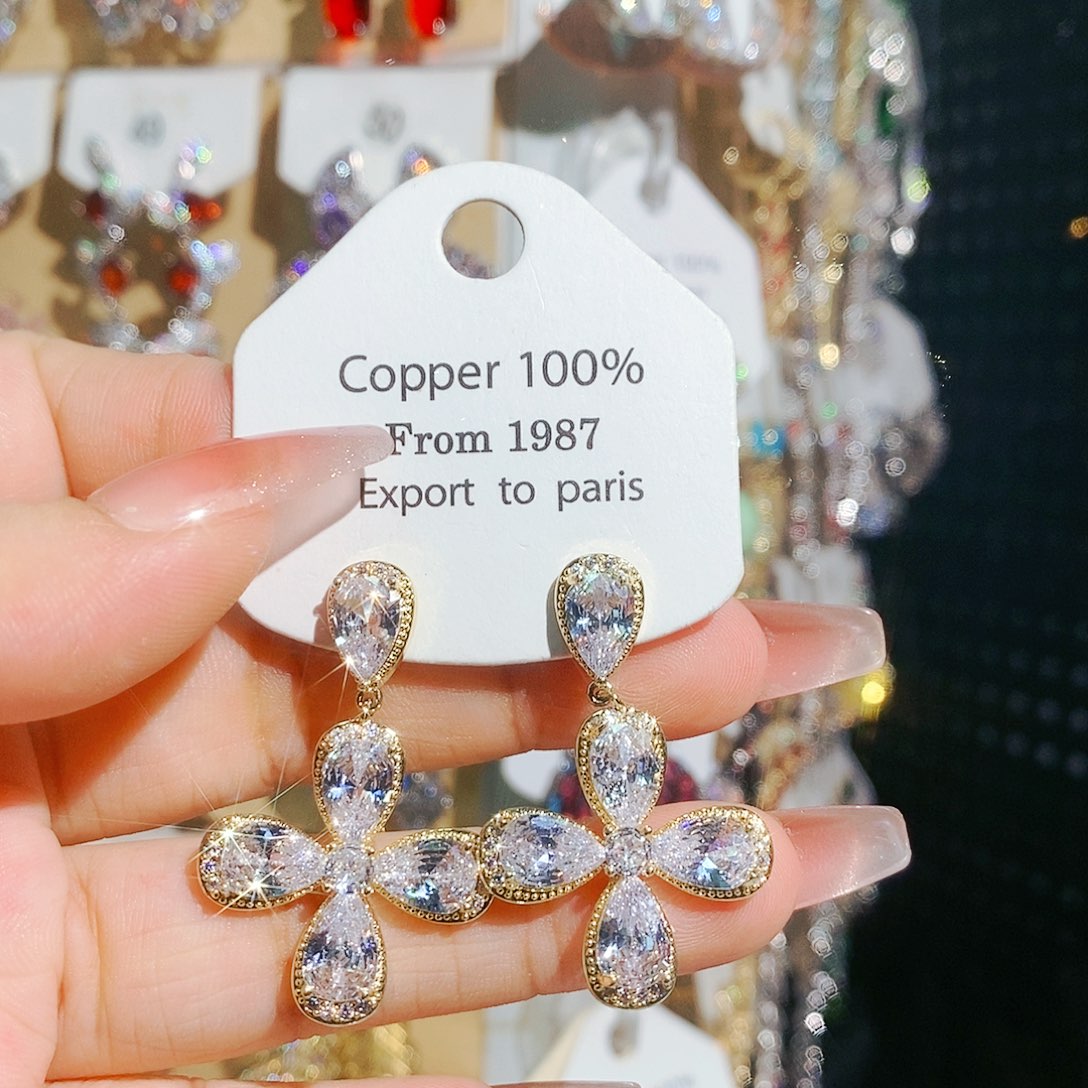 Copper 100%
From 1987
Export to paris